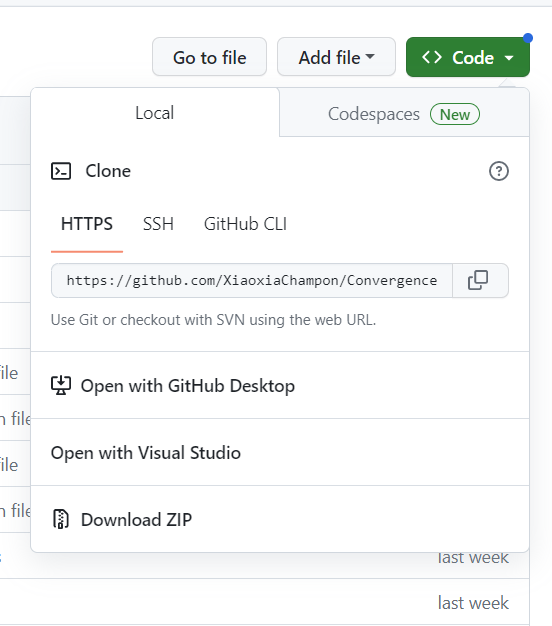 Go to file
Add file
Code
Local
Codespaces New
Clone
HTTPS SSH GitHub CLI
https://github.com/XiaoxiaChampon/Convergence
Use Git or checkout with SVN using the web URL.
ile
Open with GitHub Desktop
n file
Open with Visual Studio
file
n file
Download ZIP
last week
last week